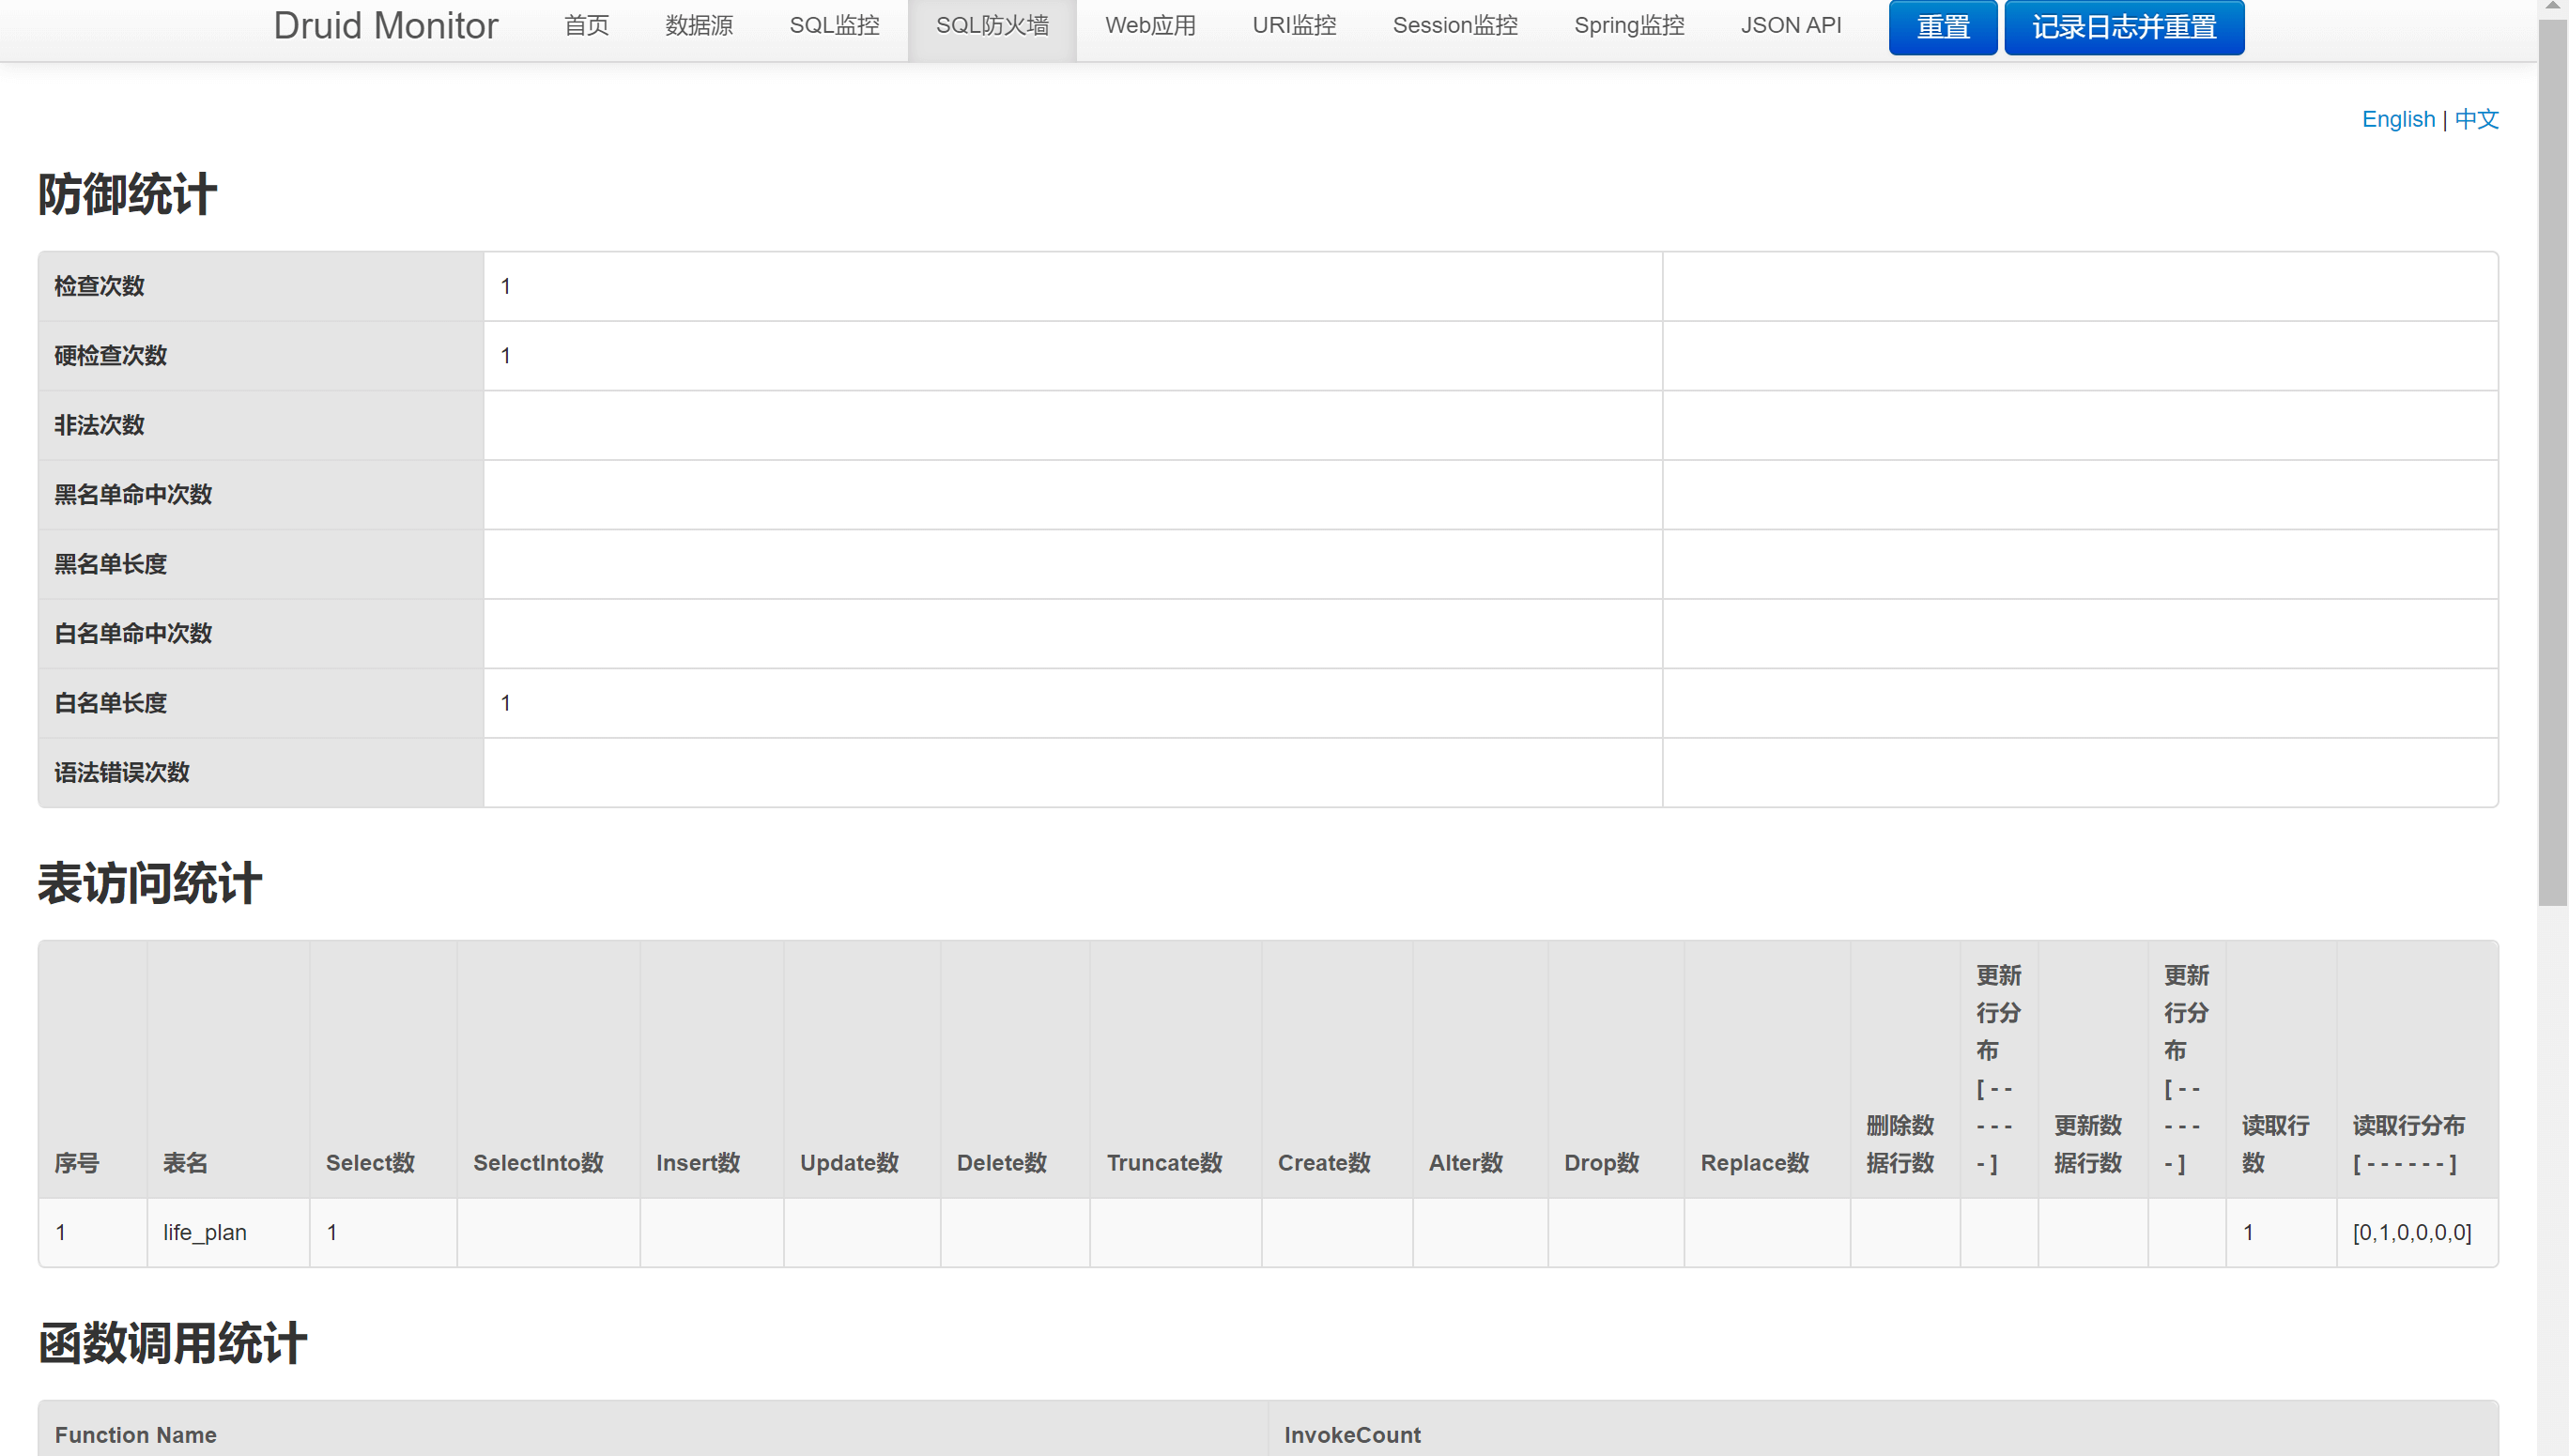 Druid Monitor 首页 数据源 SQL监控 SQL防火墙 Web应用 URI监控 Session监控 Spring监控 JSON API 重置 记录日志并重置
English | 中文
防御统计
检查次数 1
硬检查次数 1
非法次数
黑名单命中次数
黑名单长度
白名单命中次数
白名单长度 1
语法错误次数
表访问统计
序号 表名 Select数 SelectInto数 Insert数 Update数 Delete数 Truncate数 Create数 Alter数 Drop数 Replace数 删除数据行数 更新行分布 [ - - - - - - ] 更新数据行数 更新行分布 [ - - - - - - ] 读取行数 读取行分布 [ - - - - - - ]
1 life_plan 1 1 [0,1,0,0,0,0]
函数调用统计
Function Name InvokeCount